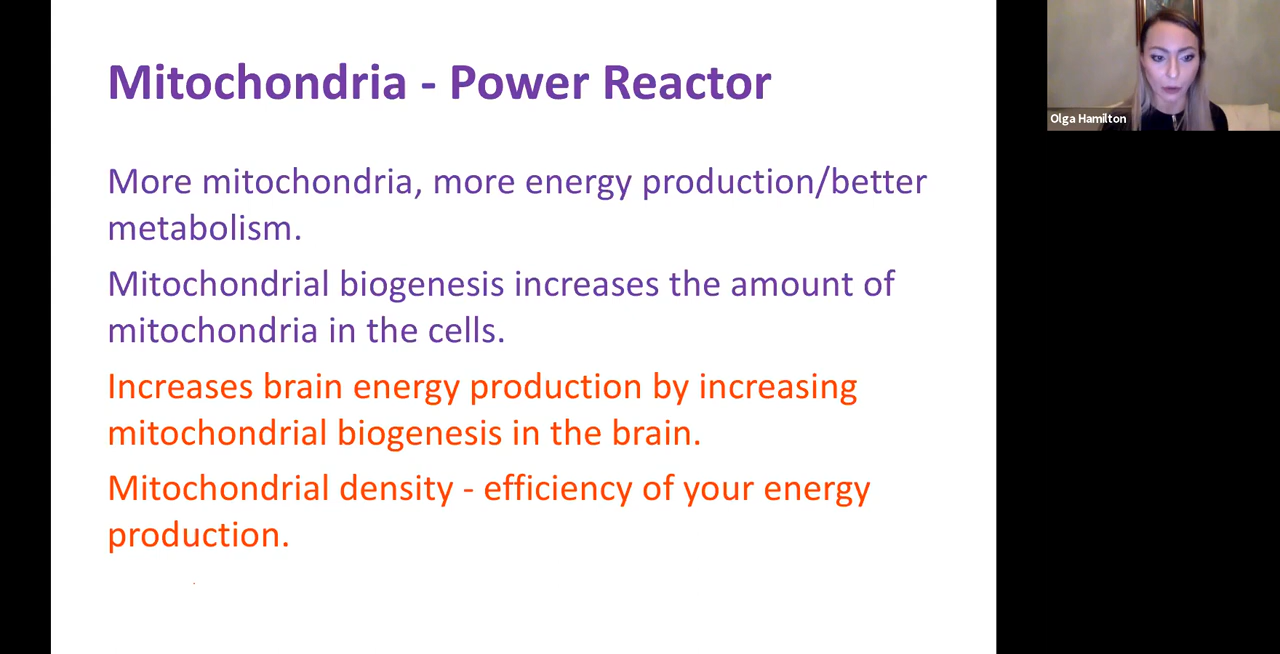 Mitochondria - Power Reactor
More mitochondria, more energy production/better
metabolism.
Mitochondrial biogenesis increases the amount of
mitochondria in the cells.
Increases brain energy production by increasing
mitochondrial biogenesis in the brain.
Mitochondrial density - efficiency of your energy
production.
Olga Hamilton